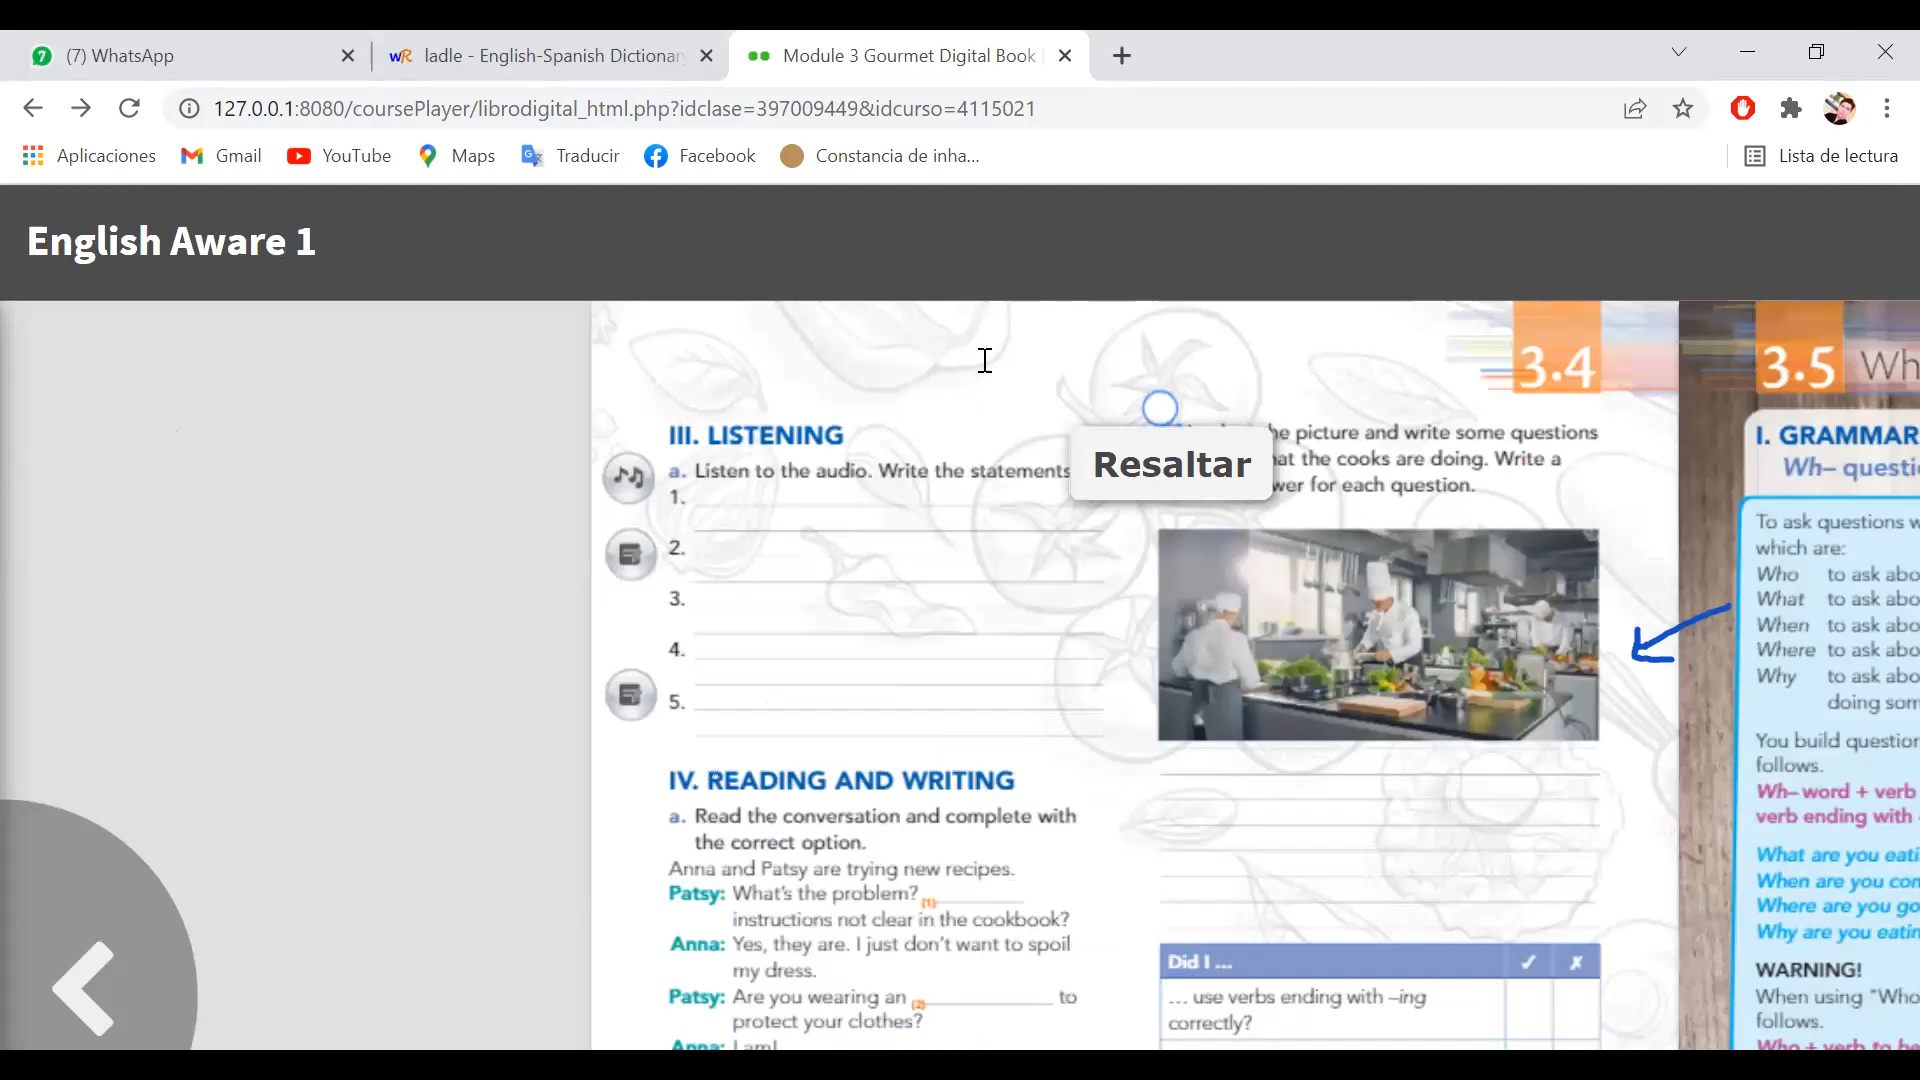 (7) WhatsApp
ladle - English-Spanish Dictionar
Module 3 Gourmet Digital Book
127.0.0.1:8080/coursePlayer/librodigital_html.php?idclase=397009449&idcurso=4115021
Aplicaciones
Gmail
YouTube
Maps
Traducir
Facebook
Constancia de inha...
Lista de lectura
English Aware 1
3.4
III. LISTENING
a. Listen to the audio. Write the statements
1.
2.
3.
4.
5.
IV. READING AND WRITING
a. Read the conversation and complete with
the correct option.
Anna and Patsy are trying new recipes.
Patsy: What's the problem? (1)
instructions not clear in the cookbook?
Anna: Yes, they are. I just don't want to spoil
my dress.
Patsy: Are you wearing an (2) to
protect your clothes?
Anna: I am!
Resaltar
he picture and write some questions
at the cooks are doing. Write a
wer for each question.
Did I ... ✓ ✗
... use verbs ending with –ing
correctly?
3.5 Wh
I. GRAMMAR
Wh– questi
To ask questions w
which are:
Who to ask abo
What to ask abo
When to ask abo
Where to ask abo
Why to ask abo
doing som
You build question
follows.
Wh– word + verb
verb ending with
What are you eati
When are you com
Where are you go
Why are you eatin
WARNING!
When using "Who
follows.
Who + verb to be